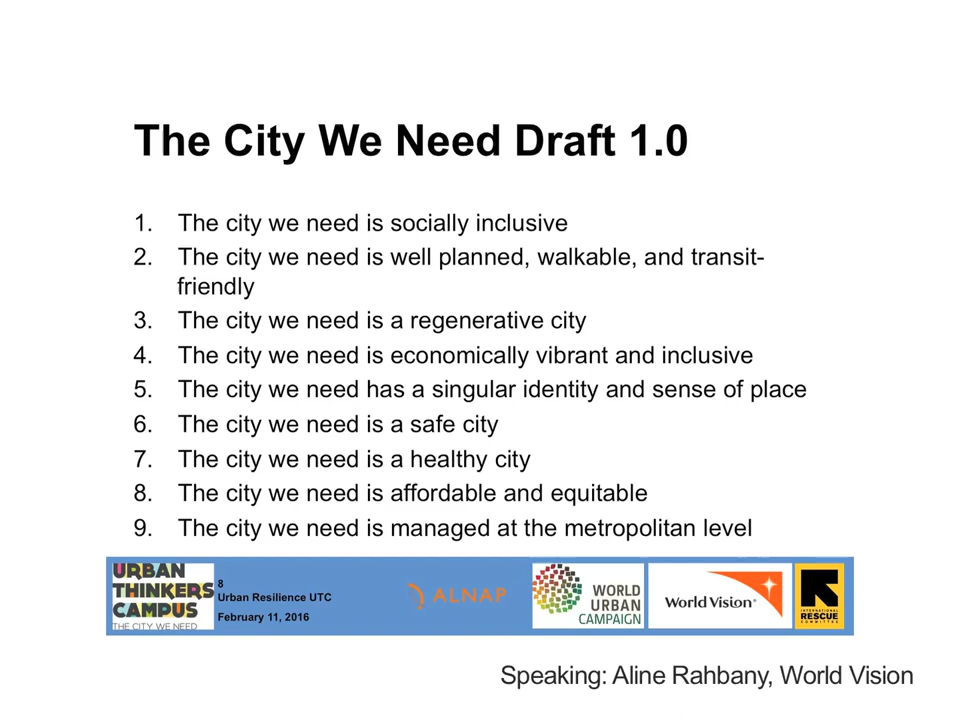 The City We Need Draft 1.0
1. The city we need is socially inclusive
2. The city we need is well planned, walkable, and transit-
friendly
3. The city we need is a regenerative city
4. The city we need is economically vibrant and inclusive
5. The city we need has a singular identity and sense of place
6. The city we need is a safe city
7. The city we need is a healthy city
8. The city we need is affordable and equitable
9. The city we need is managed at the metropolitan level
URBAN
THINKERS
CAMPUS
THE CITY WE NEED
8
Urban Resilience UTC
February 11, 2016
ALNAP
WORLD
URBAN
CAMPAIGN
World Vision
INTERNATIONAL
RESCUE
COMMITTEE
Speaking: Aline Rahbany, World Vision